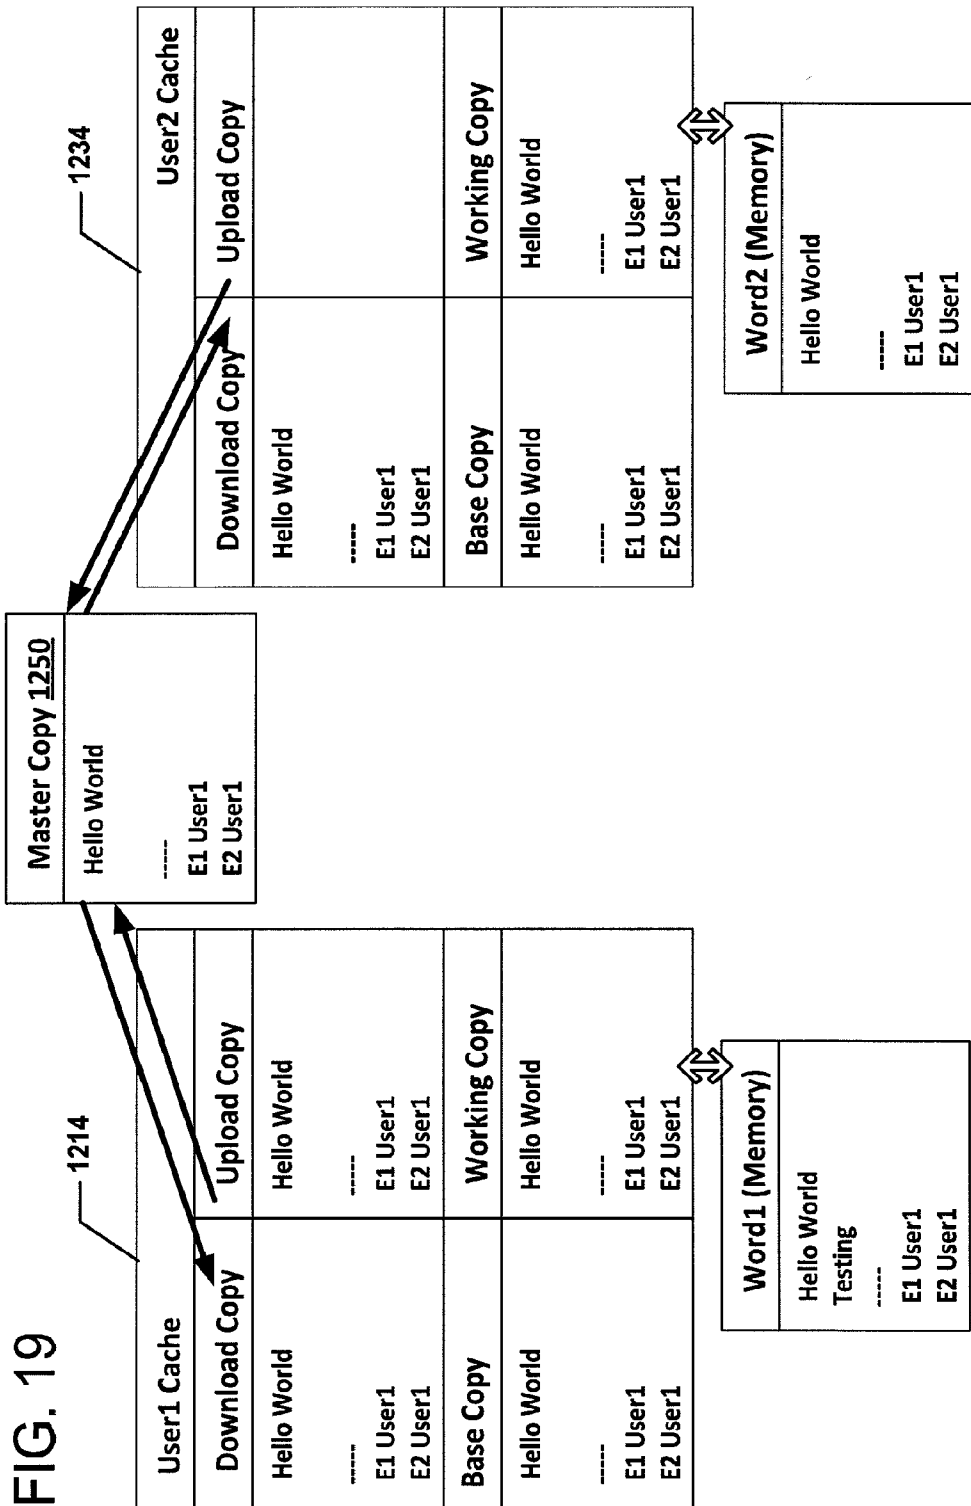 FIG. 19
Master Copy 1250
Hello World
-----
E1 User1
E2 User1
1214
User1 Cache
Download Copy
Upload Copy
Hello World
-----
E1 User1
E2 User1
Hello World
-----
E1 User1
E2 User1
Base Copy
Working Copy
Hello World
-----
E1 User1
E2 User1
Hello World
-----
E1 User1
E2 User1
Word1 (Memory)
Hello World
Testing
-----
E1 User1
E2 User1
1234
User2 Cache
Download Copy
Upload Copy
Hello World
-----
E1 User1
E2 User1
Base Copy
Working Copy
Hello World
-----
E1 User1
E2 User1
Hello World
-----
E1 User1
E2 User1
Word2 (Memory)
Hello World
-----
E1 User1
E2 User1